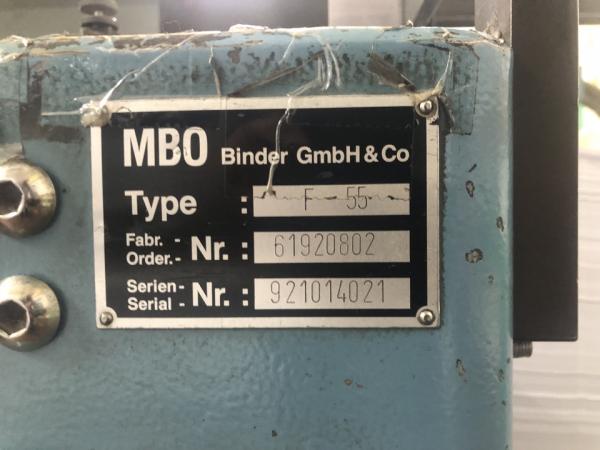 MBO Binder GmbH & Co
Type : F 55
Fabr. - Order.- Nr. : 61920802
Serien- Serial - Nr. : 921014021